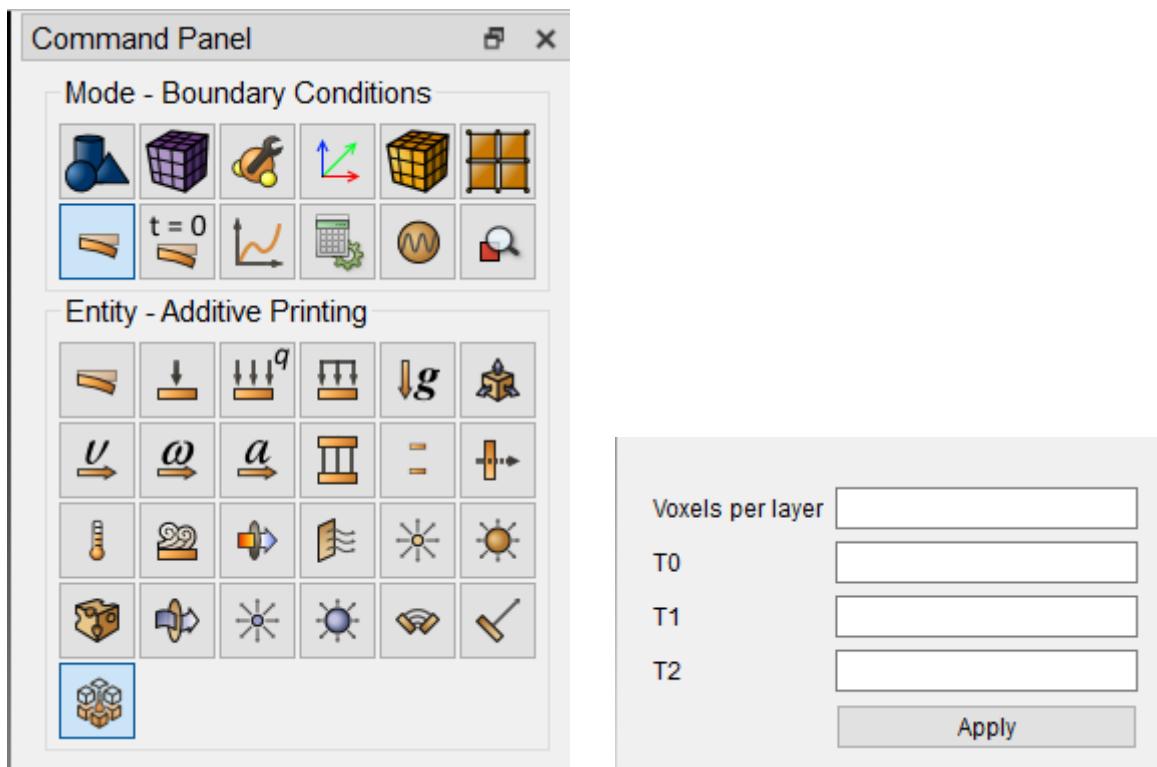 Command Panel
Mode - Boundary Conditions
t = 0
Entity - Additive Printing
q
g
υ
ω
a
Voxels per layer
T0
T1
T2
Apply